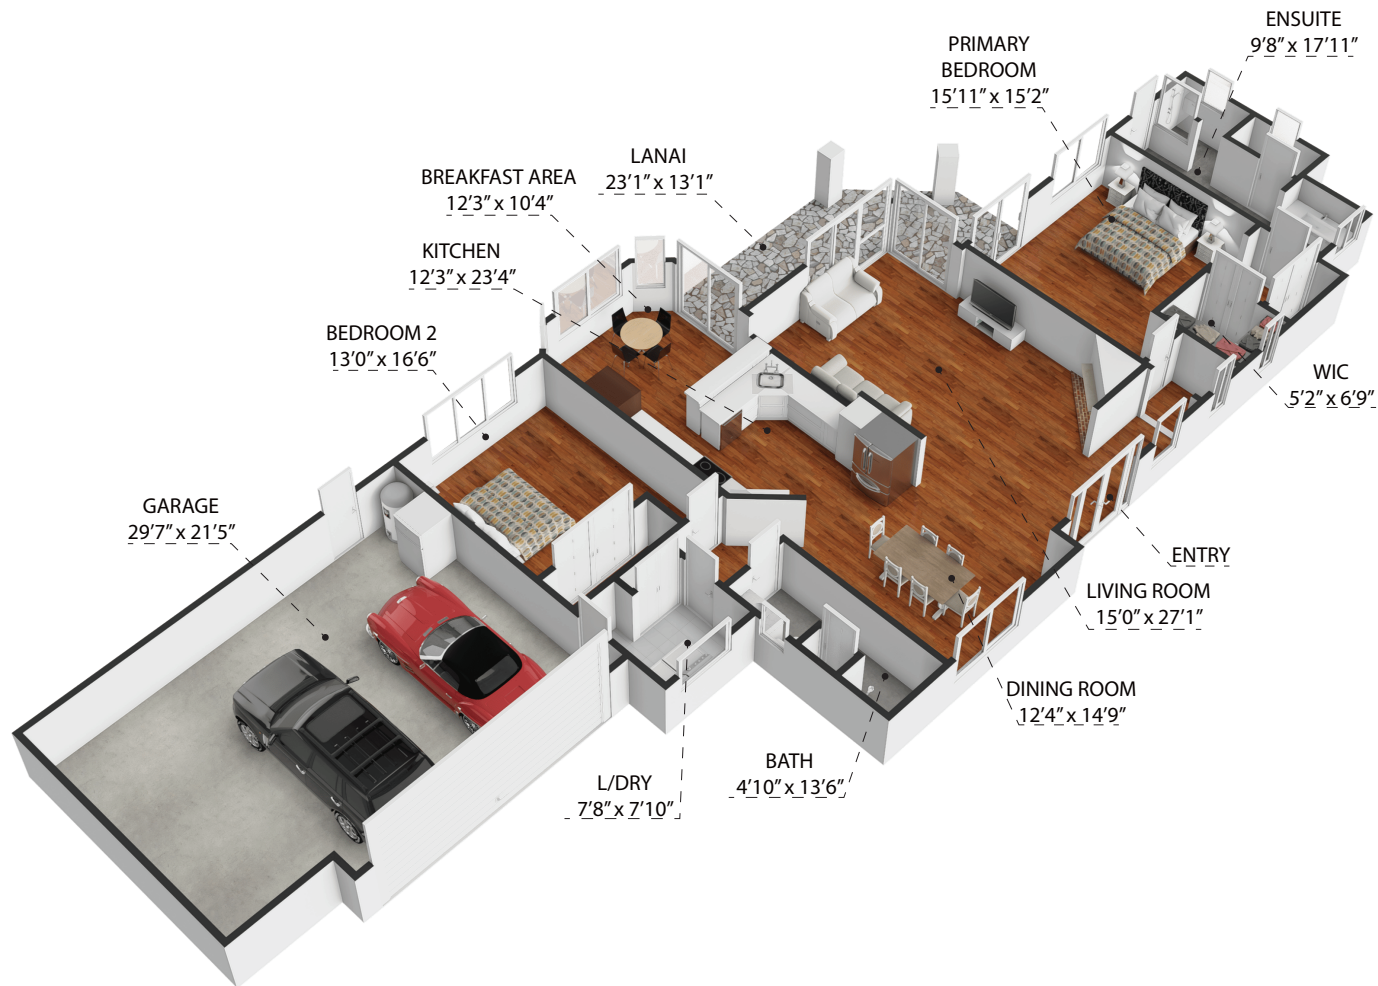 ENSUITE
9'8” x 17'11”
PRIMARY
BEDROOM
15'11” x 15'2”
LANAI
23'1” x 13'1”
BREAKFAST AREA
12'3” x 10'4”
KITCHEN
12'3” x 23'4”
BEDROOM 2
13'0” x 16'6”
WIC
5'2” x 6'9”
GARAGE
29'7” x 21'5”
ENTRY
LIVING ROOM
15'0” x 27'1”
DINING ROOM
12'4” x 14'9”
BATH
4'10” x 13'6”
L/DRY
7'8” x 7'10”